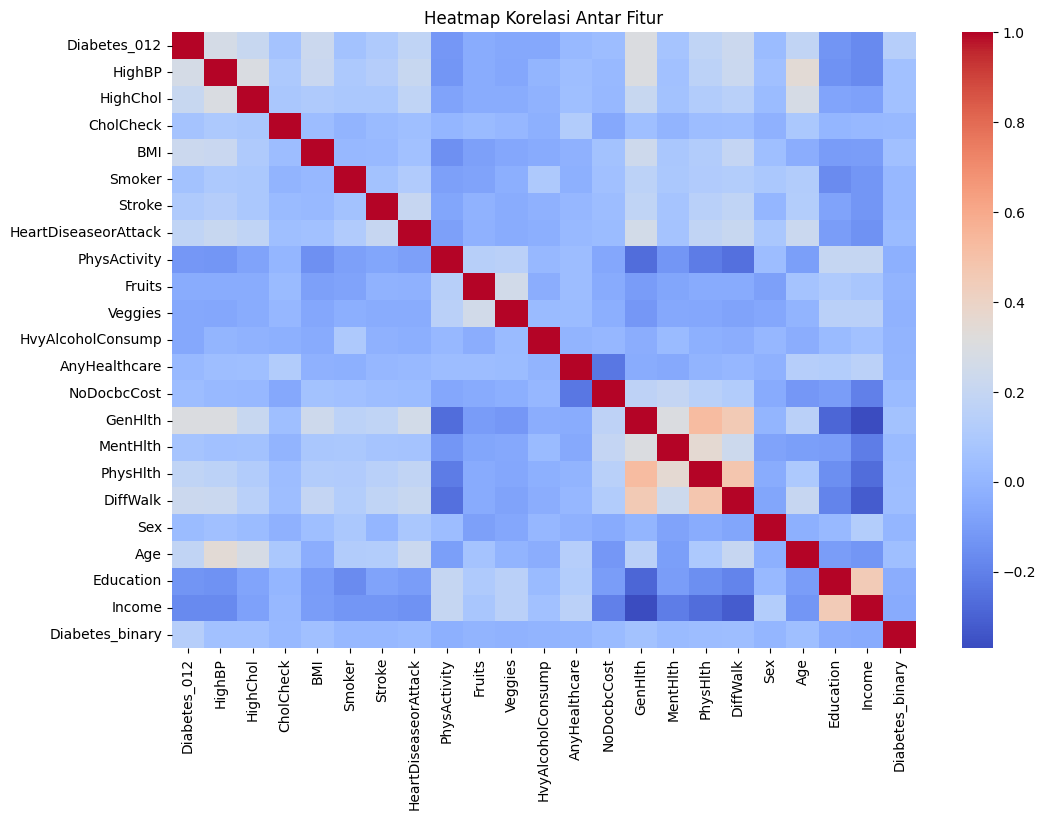 Heatmap Korelasi Antar Fitur
Diabetes_012
HighBP
HighChol
CholCheck
BMI
Smoker
Stroke
HeartDiseaseorAttack
PhysActivity
Fruits
Veggies
HvyAlcoholConsump
AnyHealthcare
NoDocbcCost
GenHlth
MentHlth
PhysHlth
DiffWalk
Sex
Age
Education
Income
Diabetes_binary
Diabetes_012
HighBP
HighChol
CholCheck
BMI
Smoker
Stroke
HeartDiseaseorAttack
PhysActivity
Fruits
Veggies
HvyAlcoholConsump
AnyHealthcare
NoDocbcCost
GenHlth
MentHlth
PhysHlth
DiffWalk
Sex
Age
Education
Income
Diabetes_binary
1.0
0.8
0.6
0.4
0.2
0.0
−0.2